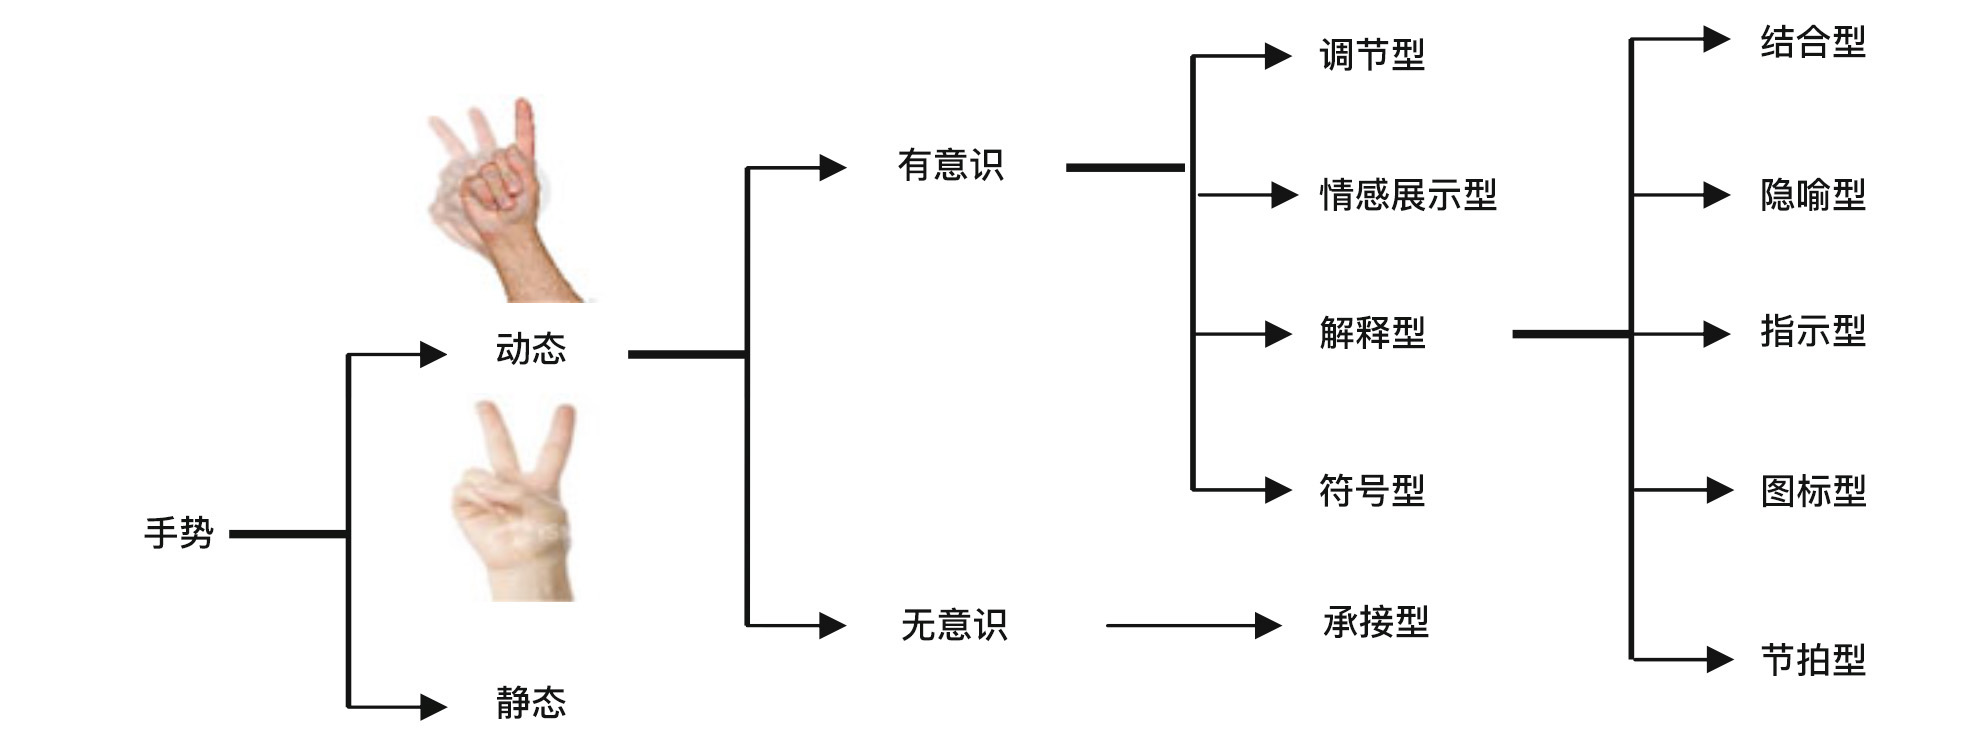 手势
动态
静态
有意识
无意识
调节型
情感展示型
解释型
符号型
承接型
结合型
隐喻型
指示型
图标型
节拍型